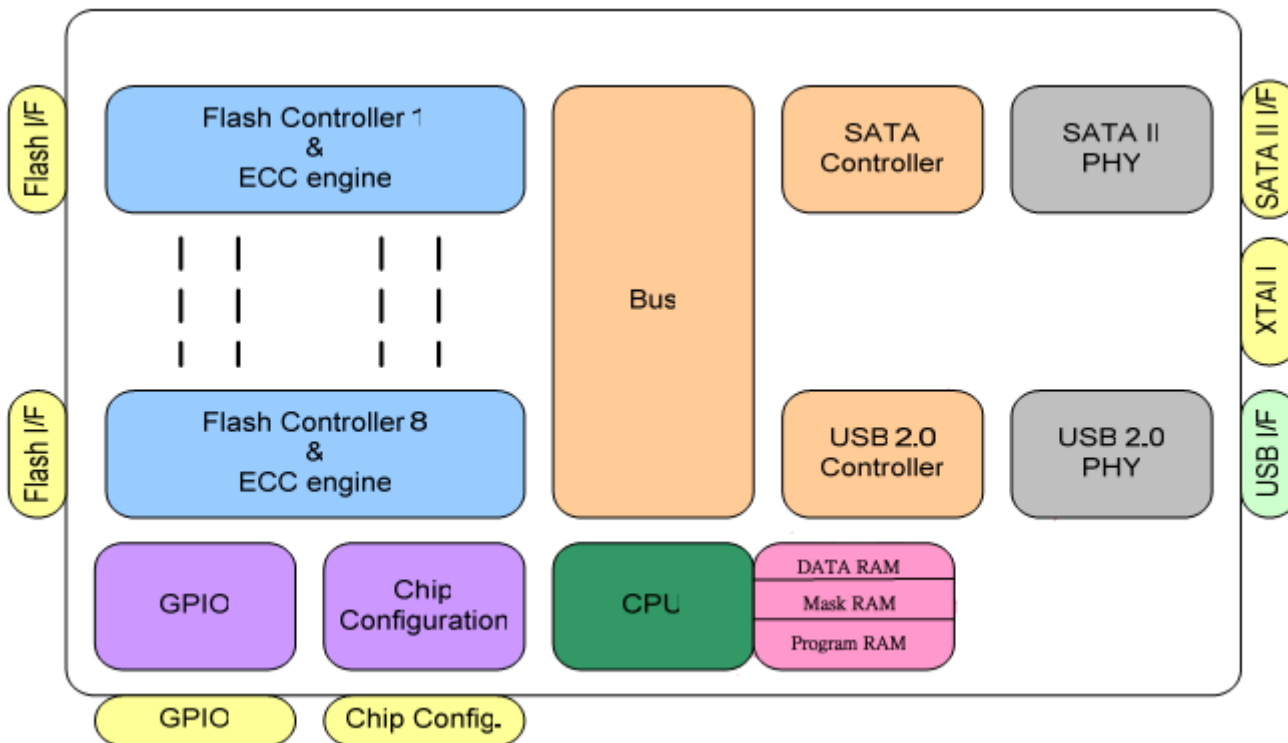 Flash I/F
Flash Controller 1
&
ECC engine
Bus
SATA
Controller
SATA II
PHY
SATA II I/F
XTAI I
Flash I/F
Flash Controller 8
&
ECC engine
USB 2.0
Controller
USB 2.0
PHY
USB I/F
GPIO
Chip
Configuration
CPU
DATA RAM
Mask RAM
Program RAM
GPIO
Chip Config.